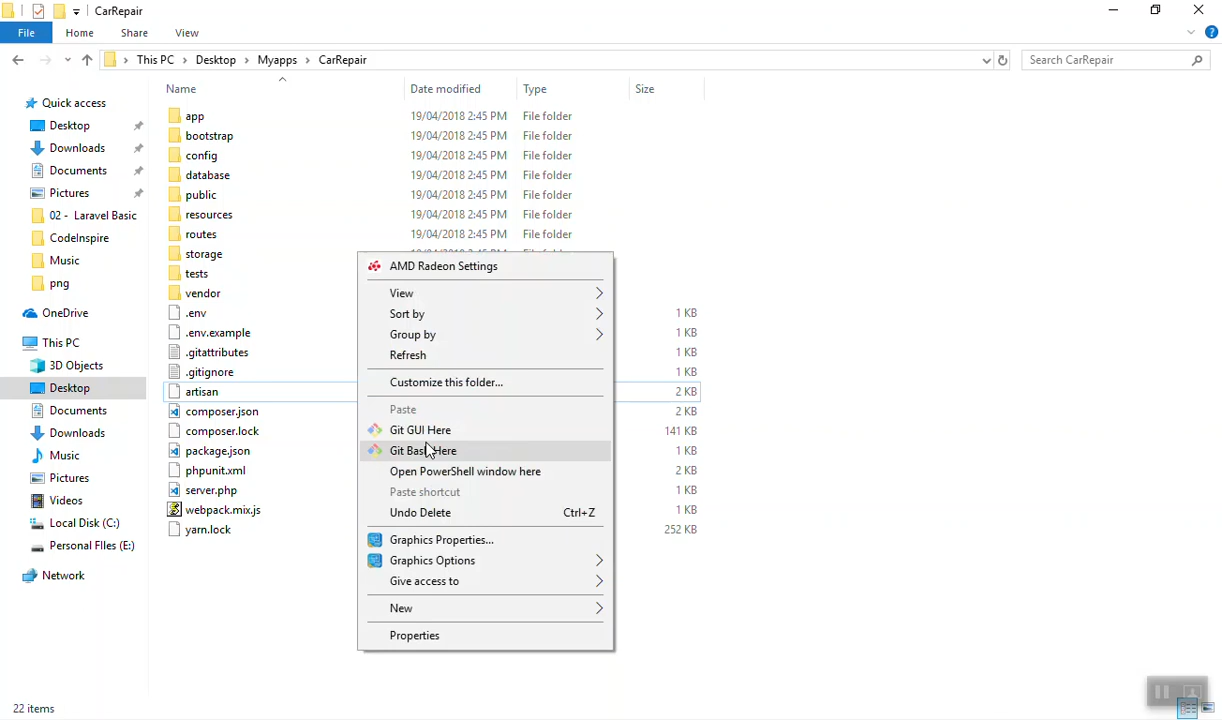 CarRepair
File Home Share View
This PC Desktop Myapps CarRepair
Search CarRepair
Name Date modified Type Size
Quick access
Desktop
Downloads
Documents
Pictures
02 - Laravel Basic
CodeInspire
Music
png
OneDrive
This PC
3D Objects
Desktop
Documents
Downloads
Music
Pictures
Videos
Local Disk (C:)
Personal FIles (E:)
Network
app 19/04/2018 2:45 PM File folder
bootstrap 19/04/2018 2:45 PM File folder
config 19/04/2018 2:45 PM File folder
database 19/04/2018 2:45 PM File folder
public 19/04/2018 2:45 PM File folder
resources 19/04/2018 2:45 PM File folder
routes 19/04/2018 2:45 PM File folder
storage
tests
vendor
.env 1 KB
.env.example 1 KB
.gitattributes 1 KB
.gitignore 1 KB
artisan 2 KB
composer.json 2 KB
composer.lock 141 KB
package.json 1 KB
phpunit.xml 2 KB
server.php 1 KB
webpack.mix.js 1 KB
yarn.lock 252 KB
AMD Radeon Settings
View
Sort by
Group by
Refresh
Customize this folder...
Paste
Git GUI Here
Git Bash Here
Open PowerShell window here
Paste shortcut
Undo Delete Ctrl+Z
Graphics Properties...
Graphics Options
Give access to
New
Properties
22 items